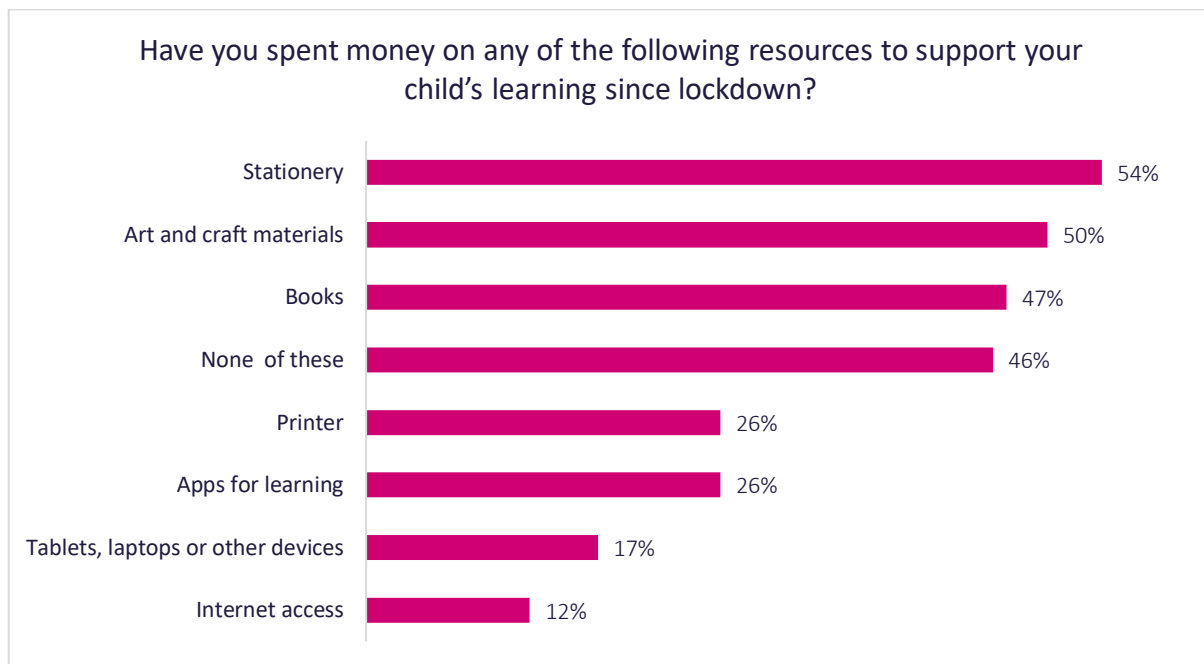 Have you spent money on any of the following resources to support your
child’s learning since lockdown?
Stationery 54%
Art and craft materials 50%
Books 47%
None  of these 46%
Printer 26%
Apps for learning 26%
Tablets, laptops or other devices 17%
Internet access 12%